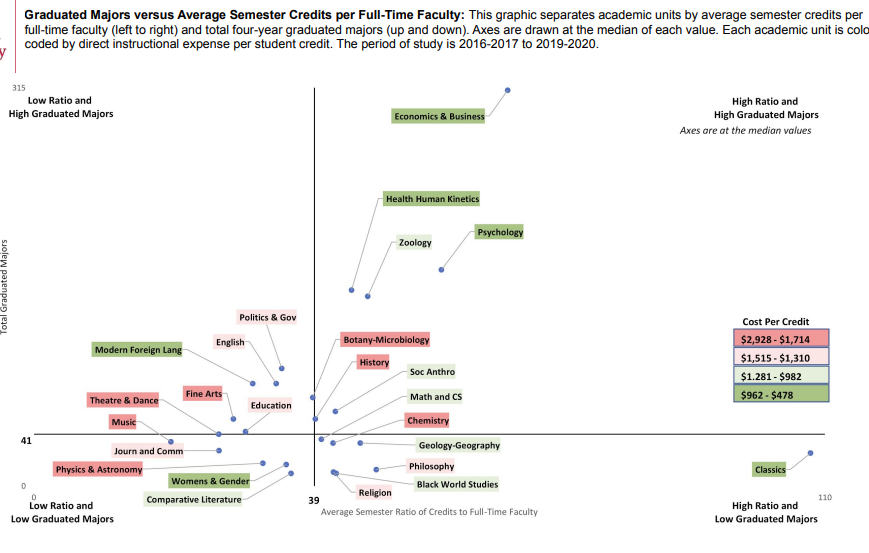 Graduated Majors versus Average Semester Credits per Full-Time Faculty: This graphic separates academic units by average semester credits per
full-time faculty (left to right) and total four-year graduated majors (up and down). Axes are drawn at the median of each value. Each academic unit is
coded by direct instructional expense per student credit. The period of study is 2016-2017 to 2019-2020.
315
Low Ratio and
High Graduated Majors
High Ratio and
High Graduated Majors
Axes are at the median values
Economics & Business
Health Human Kinetics
Psychology
Zoology
Total Graduated Majors
Politics & Gov
English
Modern Foreign Lang
Botany-Microbiology
History
Soc Anthro
Cost Per Credit
$2,928 - $1,714
$1,515 - $1,310
$1.281 - $982
$962 - $478
Fine Arts
Theatre & Dance
Education
Math and CS
Music
Chemistry
41
Journ and Comm
Geology-Geography
Physics & Astronomy
Philosophy
Classics
Womens & Gender
Black World Studies
Comparative Literature
Religion
0
0
39
110
Low Ratio and
Low Graduated Majors
Average Semester Ratio of Credits to Full-Time Faculty
High Ratio and
Low Graduated Majors